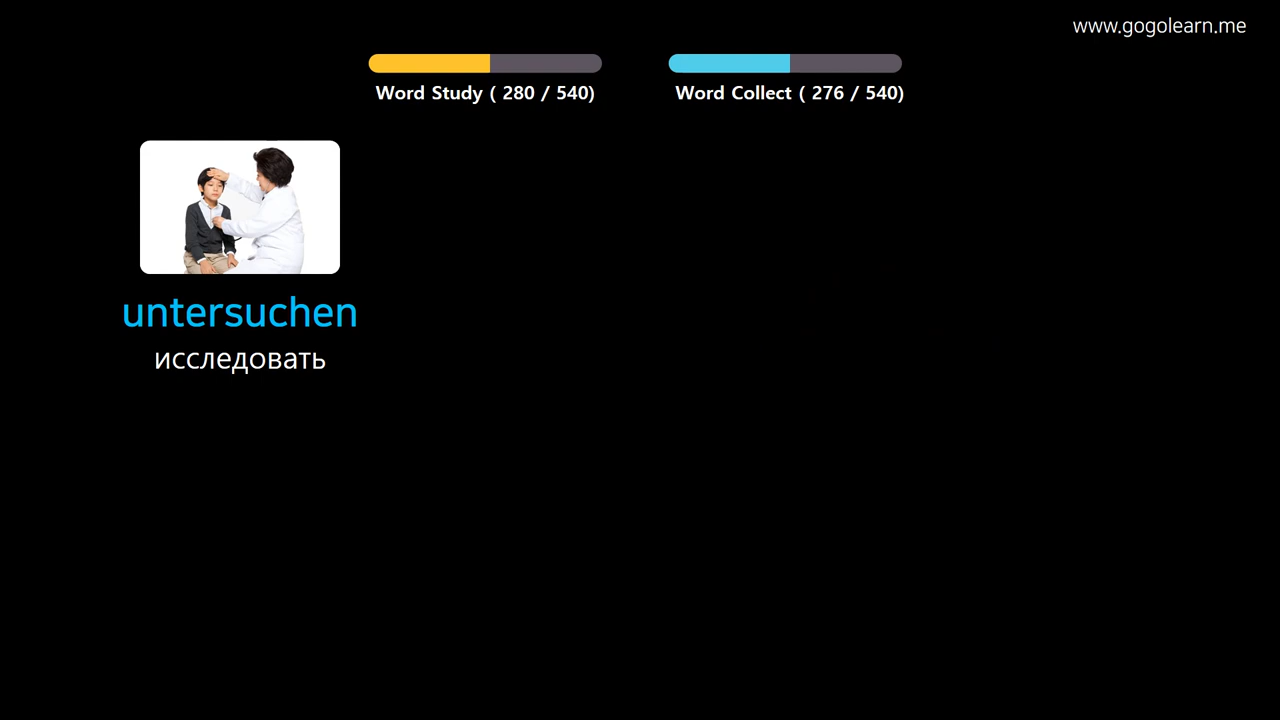 www.gogolearn.me
Word Study ( 280 / 540)
Word Collect ( 276 / 540)
untersuchen
исследовать